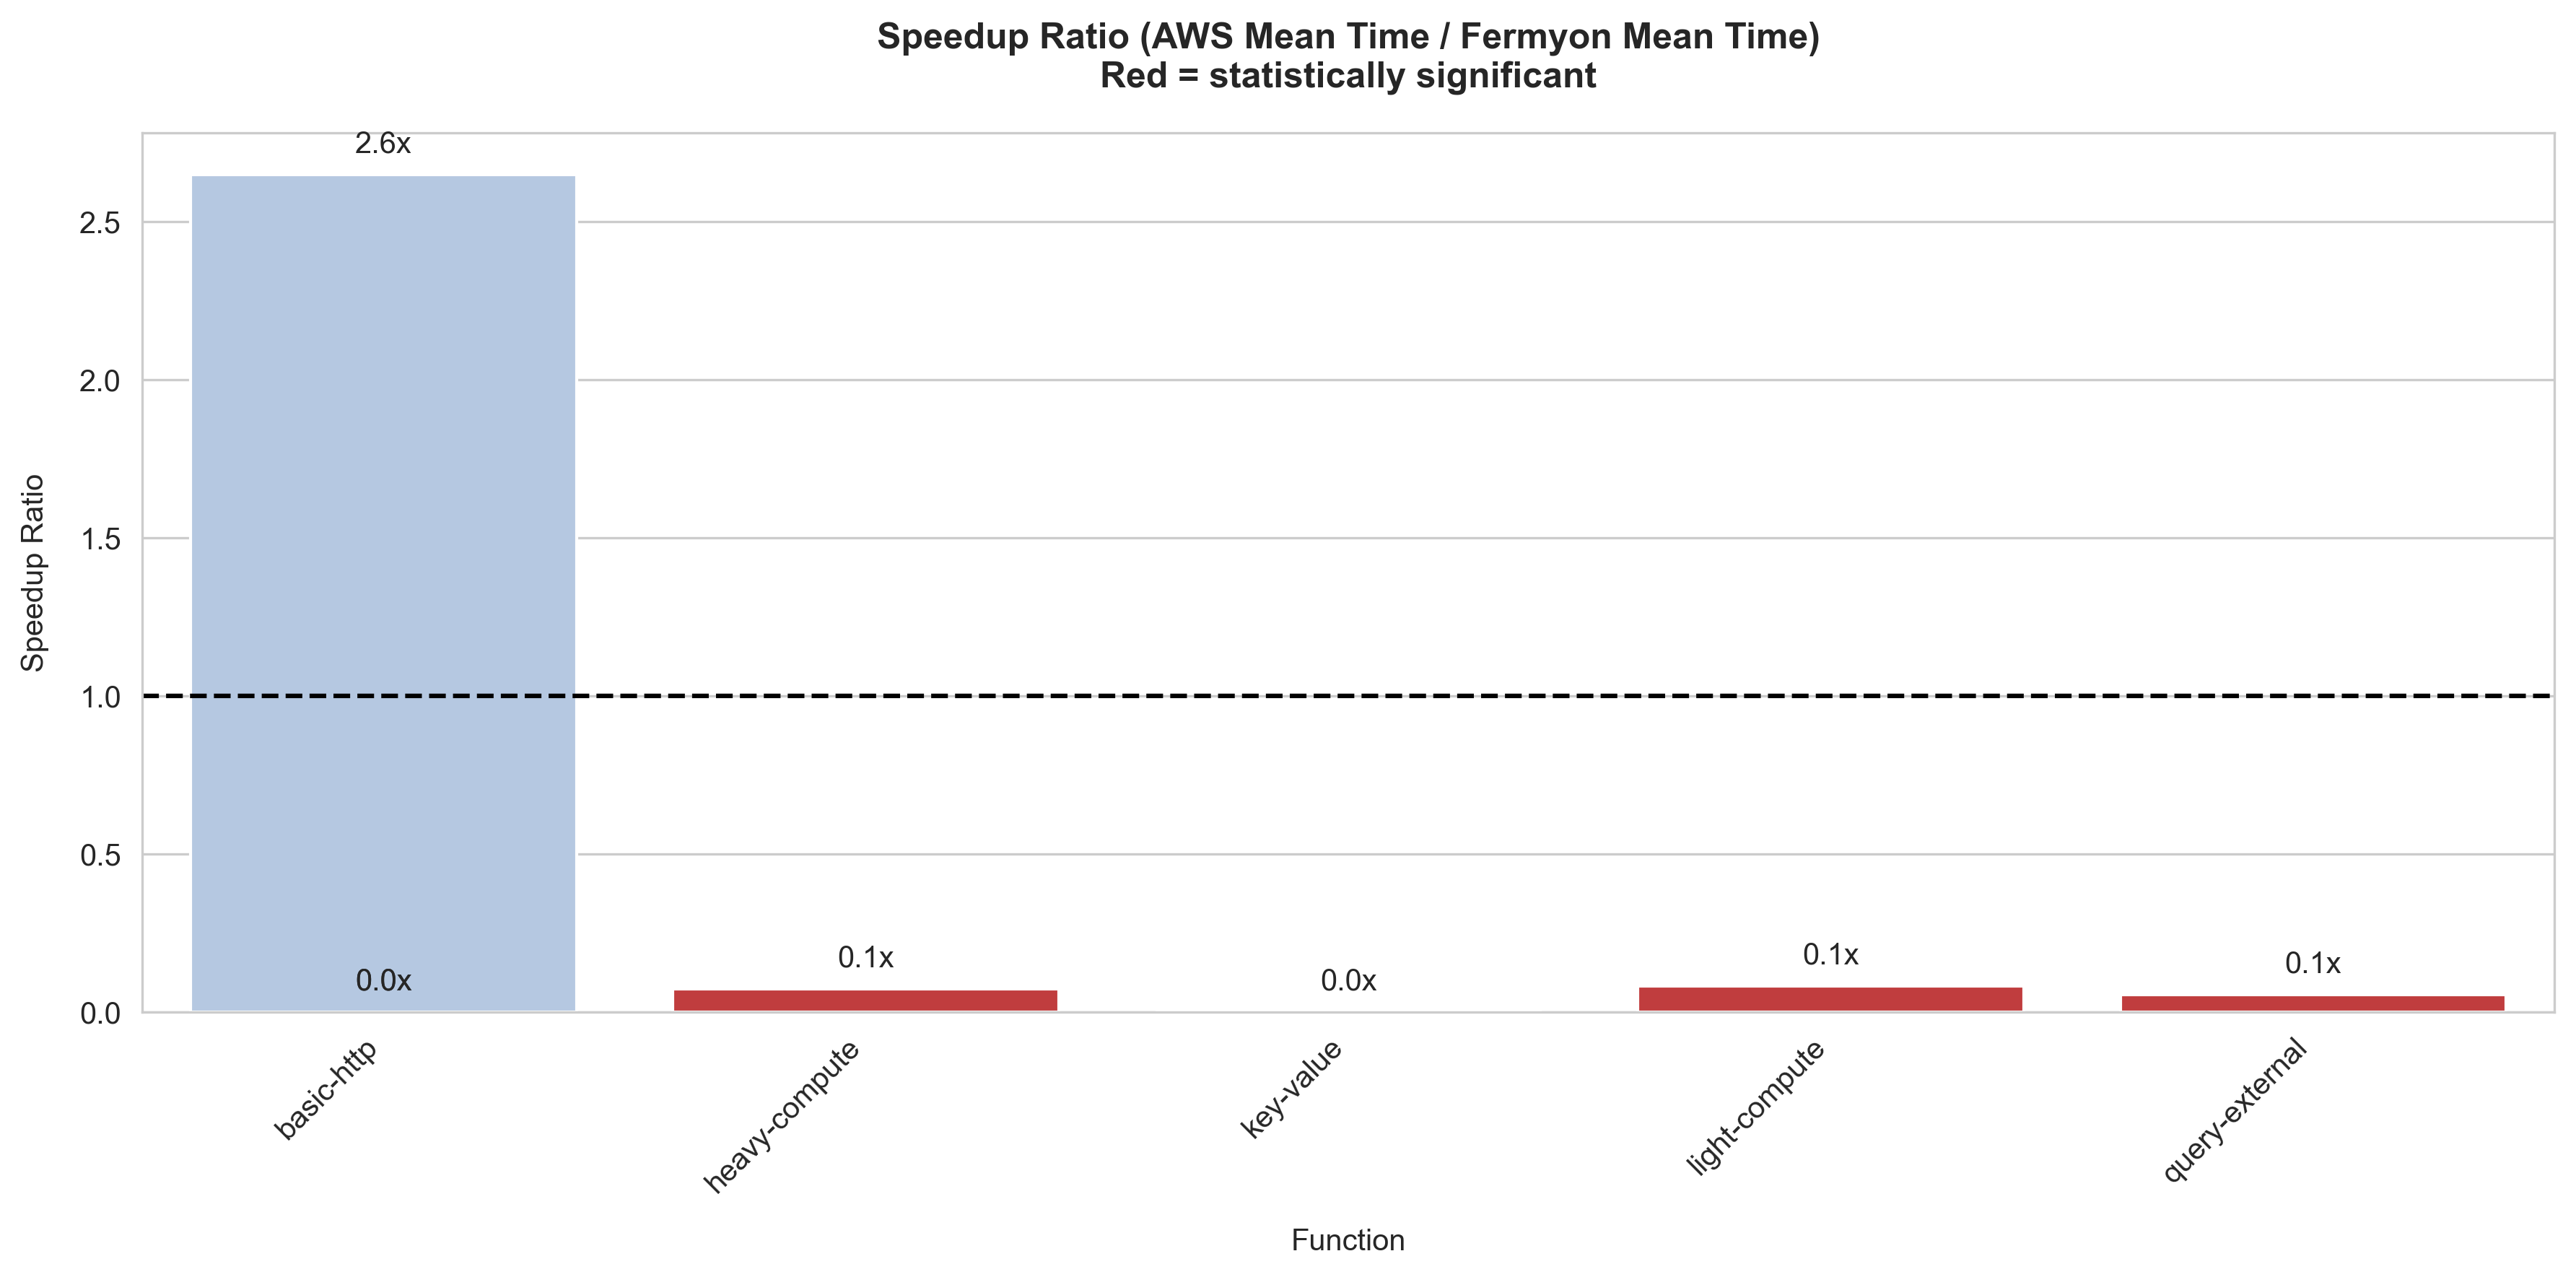 Speedup Ratio (AWS Mean Time / Fermyon Mean Time)
Red = statistically significant
Speedup Ratio
2.5
2.0
1.5
1.0
0.5
0.0
2.6x
0.0x
0.1x
0.0x
0.1x
0.1x
basic-http
heavy-compute
key-value
light-compute
query-external
Function